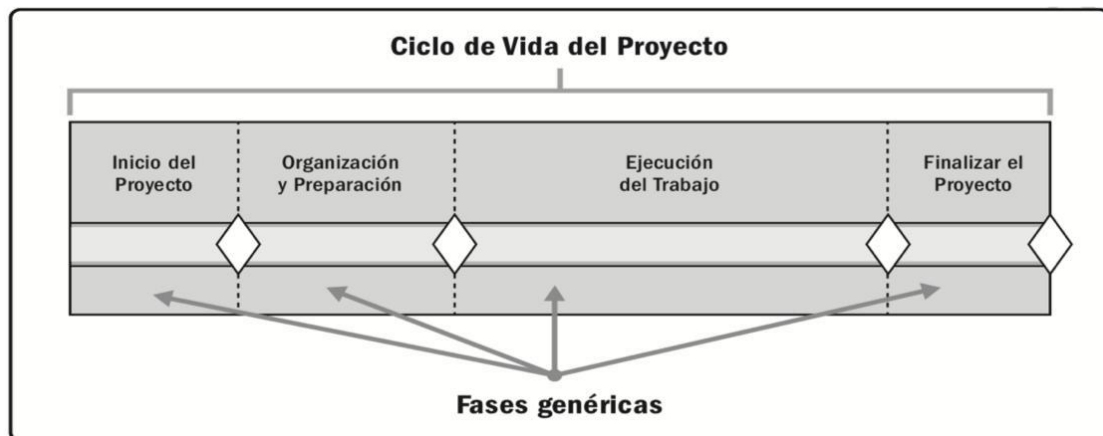 Ciclo de Vida del Proyecto
Inicio del
Proyecto
Organización
y Preparación
Ejecución
del Trabajo
Finalizar el
Proyecto
Fases genéricas